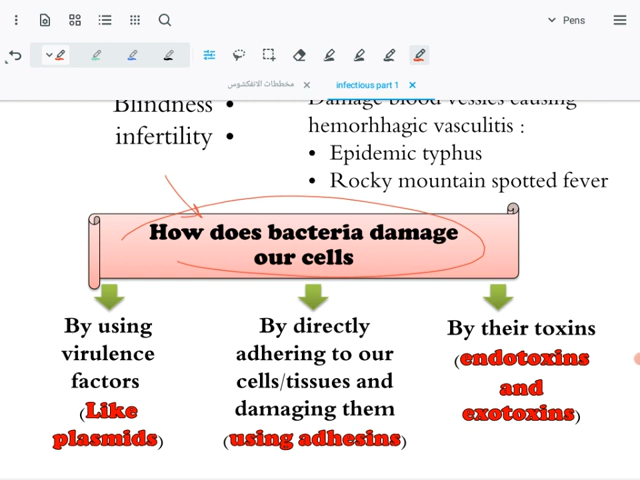 Pens
مخططات الانفكشوس
infectious part 1
Blindness •
infertility •
Damage blood vessles causing
hemorhhagic vasculitis :
• Epidemic typhus
• Rocky mountain spotted fever
How does bacteria damage
our cells
By using
virulence
factors
(Like
plasmids)
By directly
adhering to our
cells/tissues and
damaging them
(using adhesins)
By their toxins
(endotoxins
and
exotoxins)